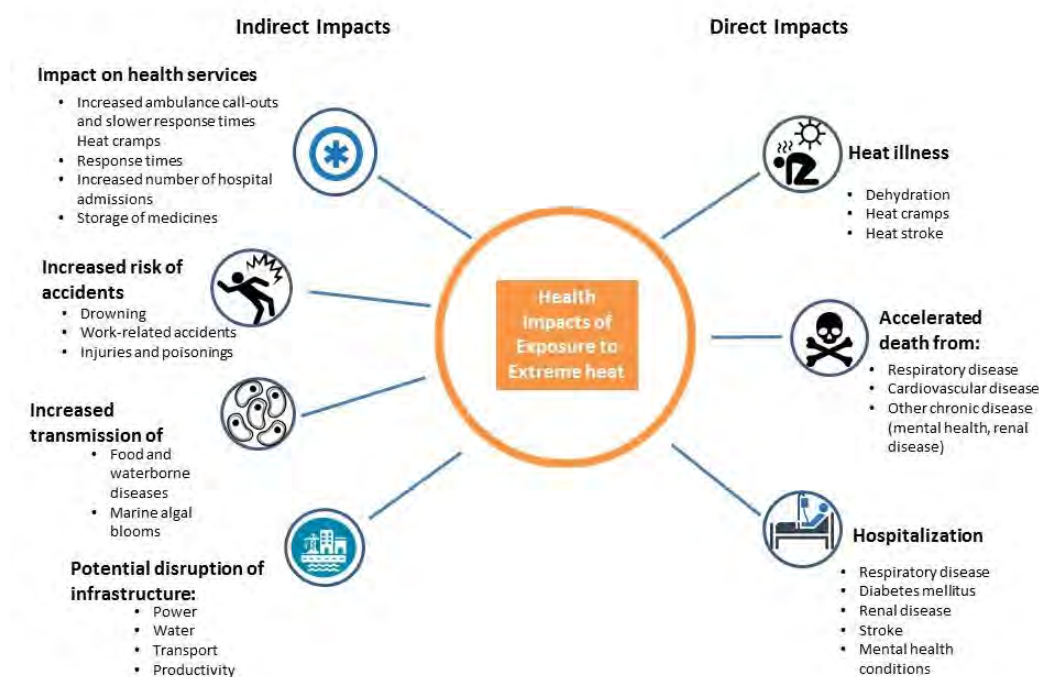 Indirect Impacts
Direct Impacts
Impact on health services
• Increased ambulance call-outs
and slower response times
Heat cramps
• Response times
• Increased number of hospital
admissions
• Storage of medicines
Increased risk of
accidents
• Drowning
• Work-related accidents
• Injuries and poisonings
Increased
transmission of
• Food and
waterborne
diseases
• Marine algal
blooms
Potential disruption of
infrastructure:
• Power
• Water
• Transport
• Productivity
Health
Impacts of
Exposure to
Extreme heat
Heat illness
• Dehydration
• Heat cramps
• Heat stroke
Accelerated
death from:
• Respiratory disease
• Cardiovascular disease
• Other chronic disease
(mental health, renal
disease)
Hospitalization
• Respiratory disease
• Diabetes mellitus
• Renal disease
• Stroke
• Mental health
conditions